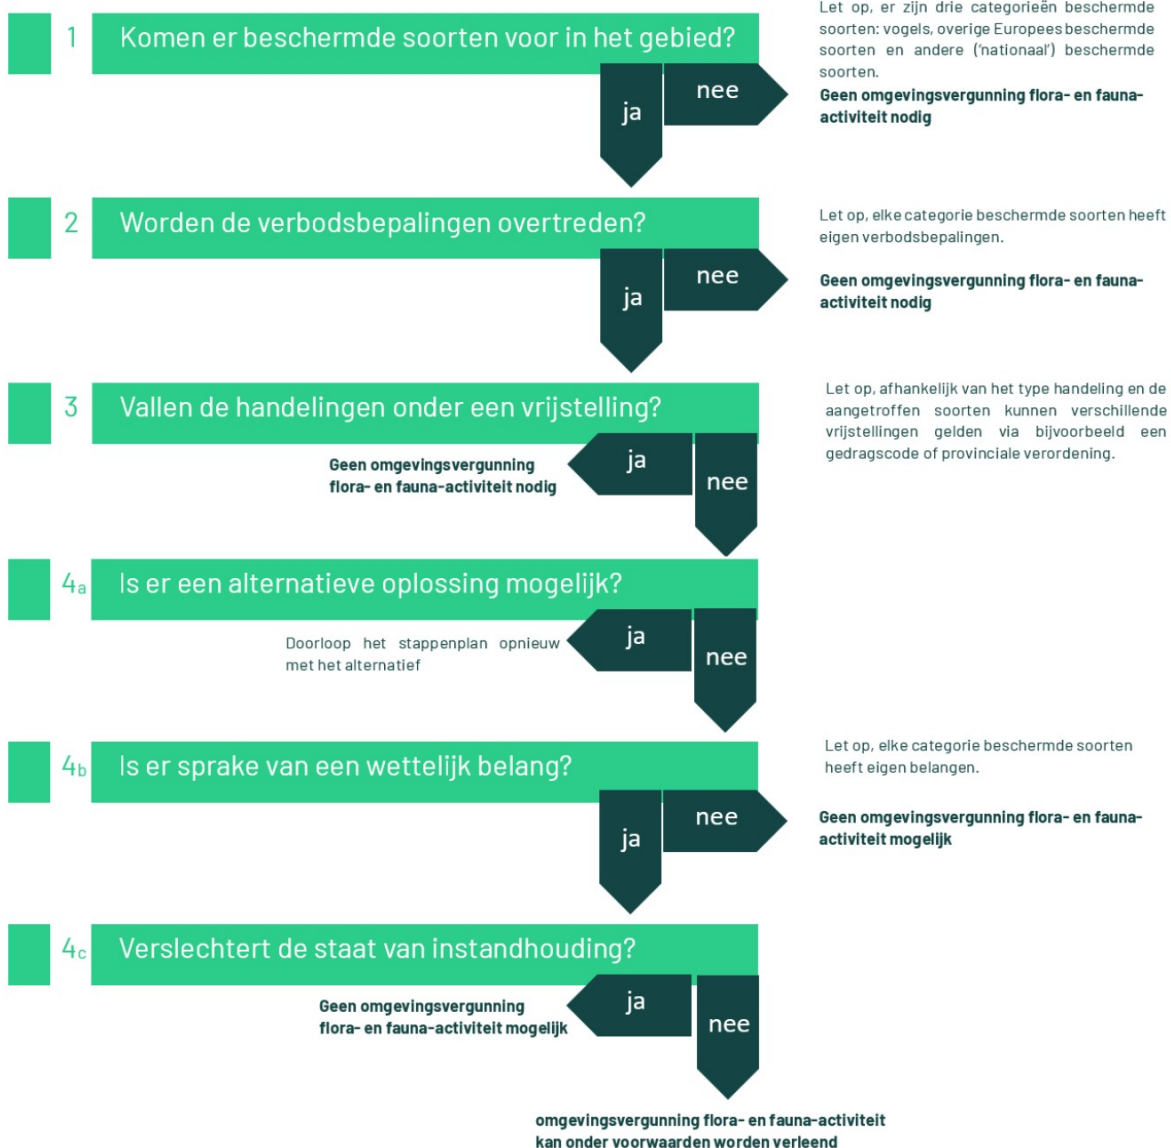 Let op, er zijn drie categorieën beschermde
soorten: vogels, overige Europees beschermde
soorten en andere (‘nationaal’) beschermde
soorten.
1 Komen er beschermde soorten voor in het gebied?
ja
nee
Geen omgevingsvergunning flora- en fauna-
activiteit nodig
2 Worden de verbodsbepalingen overtreden?
Let op, elke categorie beschermde soorten heeft
eigen verbodsbepalingen.
ja
nee
Geen omgevingsvergunning flora- en fauna-
activiteit nodig
3 Vallen de handelingen onder een vrijstelling?
Let op, afhankelijk van het type handeling en de
aangetroffen soorten kunnen verschillende
vrijstellingen gelden via bijvoorbeeld een
gedragscode of provinciale verordening.
Geen omgevingsvergunning
flora- en fauna-activiteit nodig
ja
nee
4a Is er een alternatieve oplossing mogelijk?
Doorloop het stappenplan opnieuw
met het alternatief
ja
nee
4b Is er sprake van een wettelijk belang?
Let op, elke categorie beschermde soorten
heeft eigen belangen.
ja
nee
Geen omgevingsvergunning flora- en fauna-
activiteit mogelijk
4c Verslechtert de staat van instandhouding?
Geen omgevingsvergunning
flora- en fauna-activiteit mogelijk
ja
nee
omgevingsvergunning flora- en fauna-activiteit
kan onder voorwaarden worden verleend